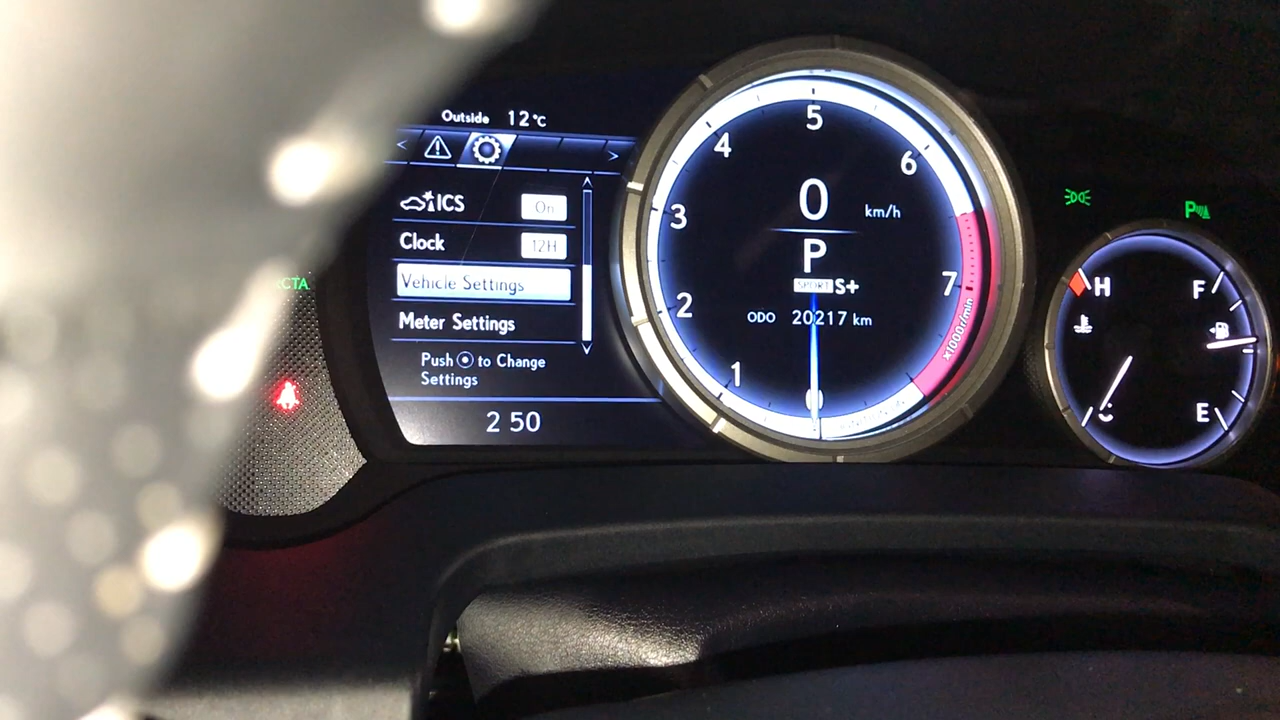 Outside 12°C
< >
ICS On
Clock 12H
Vehicle Settings
Meter Settings
Push to Change
Settings
2 50
CTA
0 1 2 3 4 5 6 7
x1000r/min
0 km/h
P
SPORT S+
ODO 20217 km
P
H
C
F
E